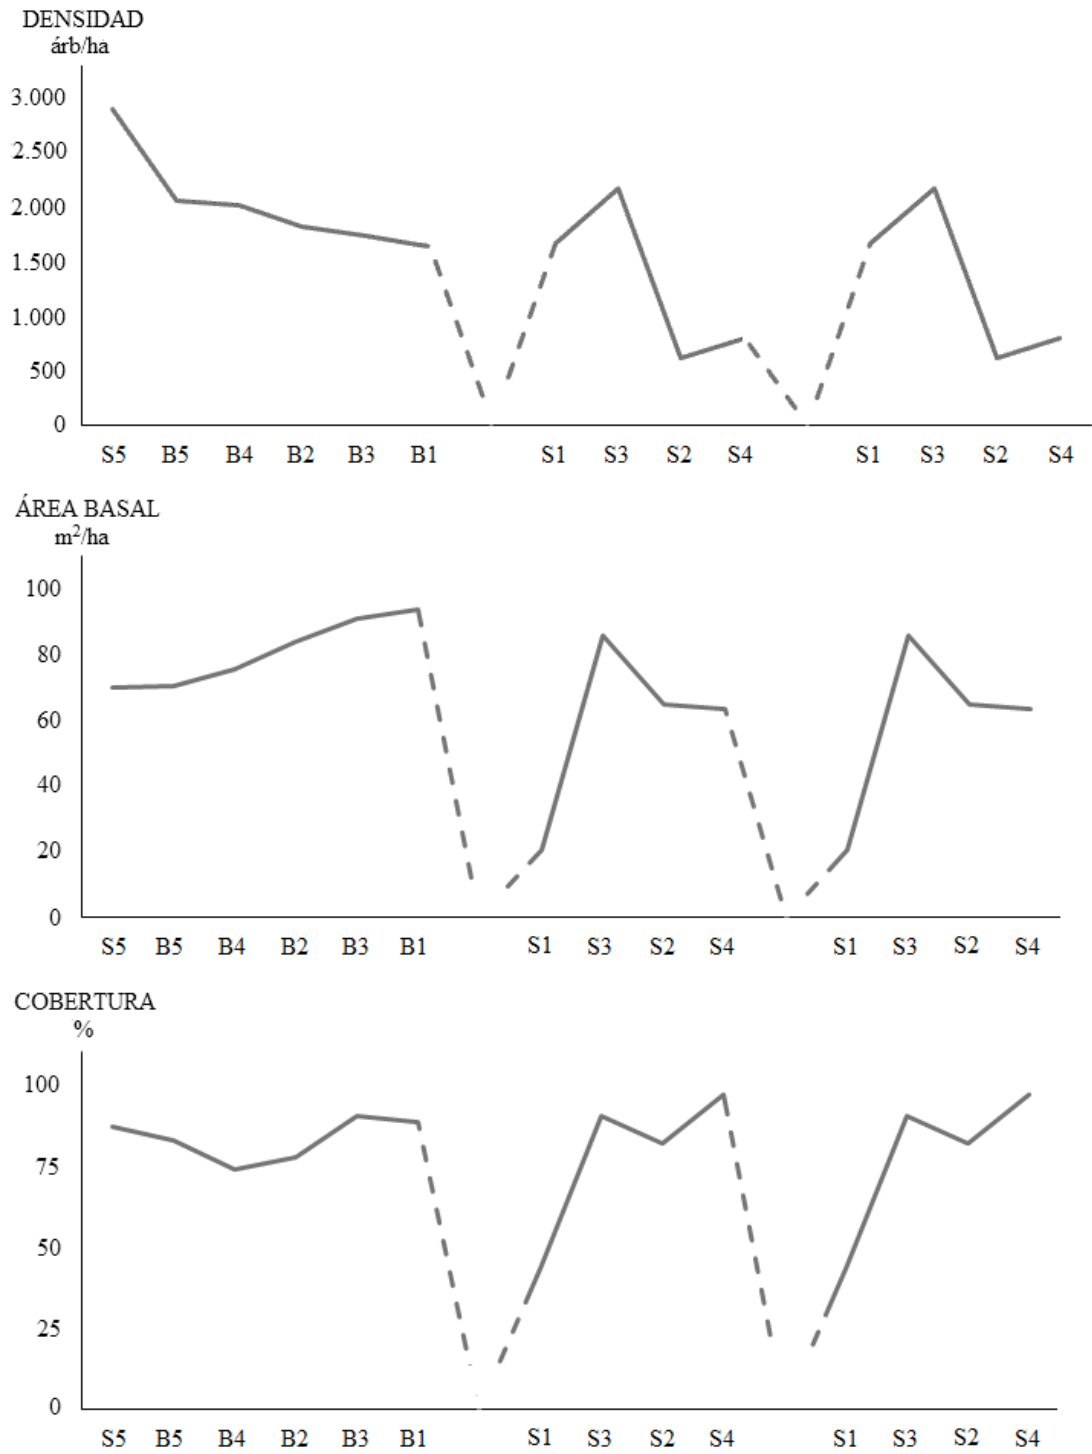 DENSIDAD
árb/ha
3.000
2.500
2.000
1.500
1.000
500
0
S5 B5 B4 B2 B3 B1 S1 S3 S2 S4 S1 S3 S2 S4
ÁREA BASAL
m²/ha
100
80
60
40
20
0
S5 B5 B4 B2 B3 B1 S1 S3 S2 S4 S1 S3 S2 S4
COBERTURA
%
100
75
50
25
0
S5 B5 B4 B2 B3 B1 S1 S3 S2 S4 S1 S3 S2 S4